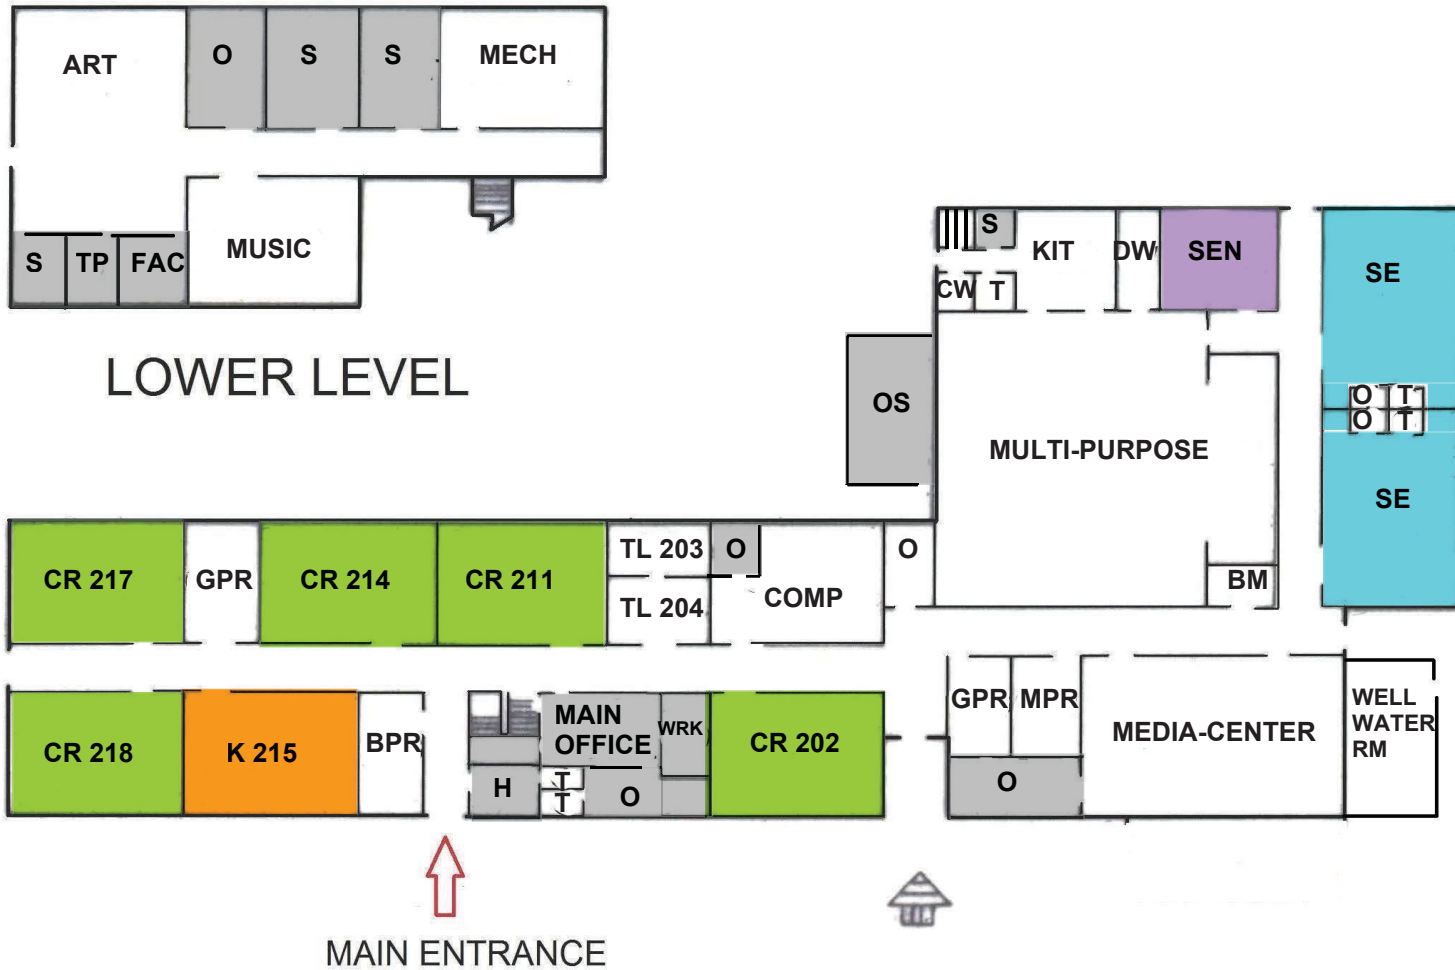 ART
O
S
S
MECH
S
TP
FAC
MUSIC
LOWER LEVEL
S
KIT
DW
SEN
SE
CW
T
OS
MULTI-PURPOSE
O
T
O
T
SE
CR 217
GPR
CR 214
CR 211
TL 203
TL 204
O
COMP
O
BM
CR 218
K 215
BPR
MAIN
OFFICE
WRK
H
T
T
O
CR 202
GPR
MPR
O
MEDIA-CENTER
WELL
WATER
RM
MAIN ENTRANCE